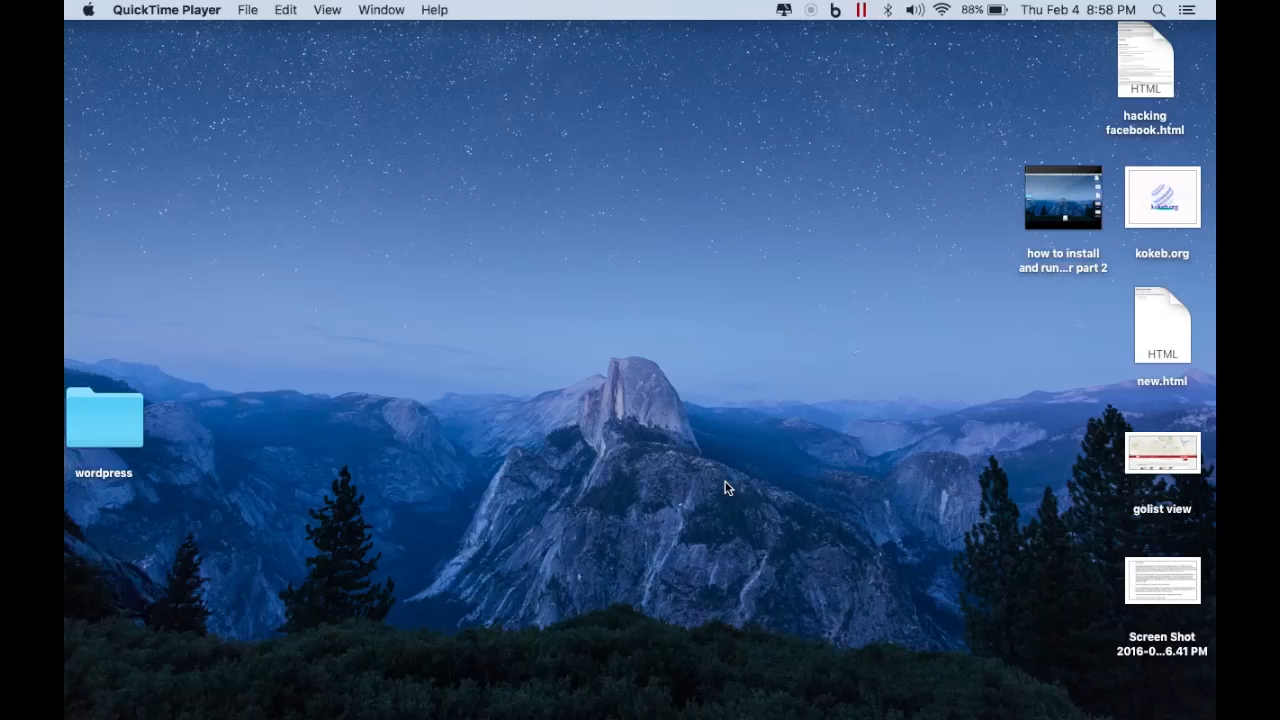 QuickTime Player File Edit View Window Help 88% Thu Feb 4 8:58 PM
HTML
hacking
facebook.html
kokeb.org
how to install
and run...r part 2
kokeb.org
HTML
new.html
wordpress
golist view
Screen Shot
2016-0...6.41 PM